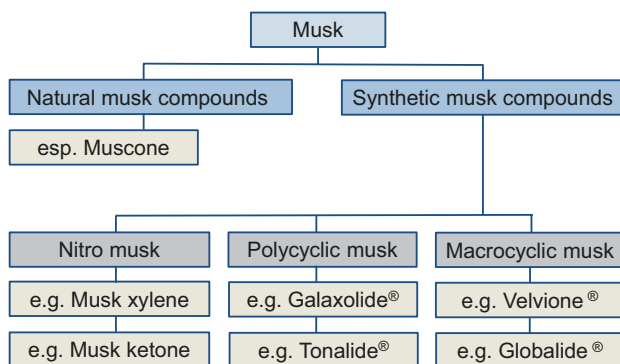 Musk
Natural musk compounds
Synthetic musk compounds
esp. Muscone
Nitro musk
Polycyclic musk
Macrocyclic musk
e.g. Musk xylene
e.g. Galaxolide®
e.g. Velvione ®
e.g. Musk ketone
e.g. Tonalide®
e.g. Globalide ®